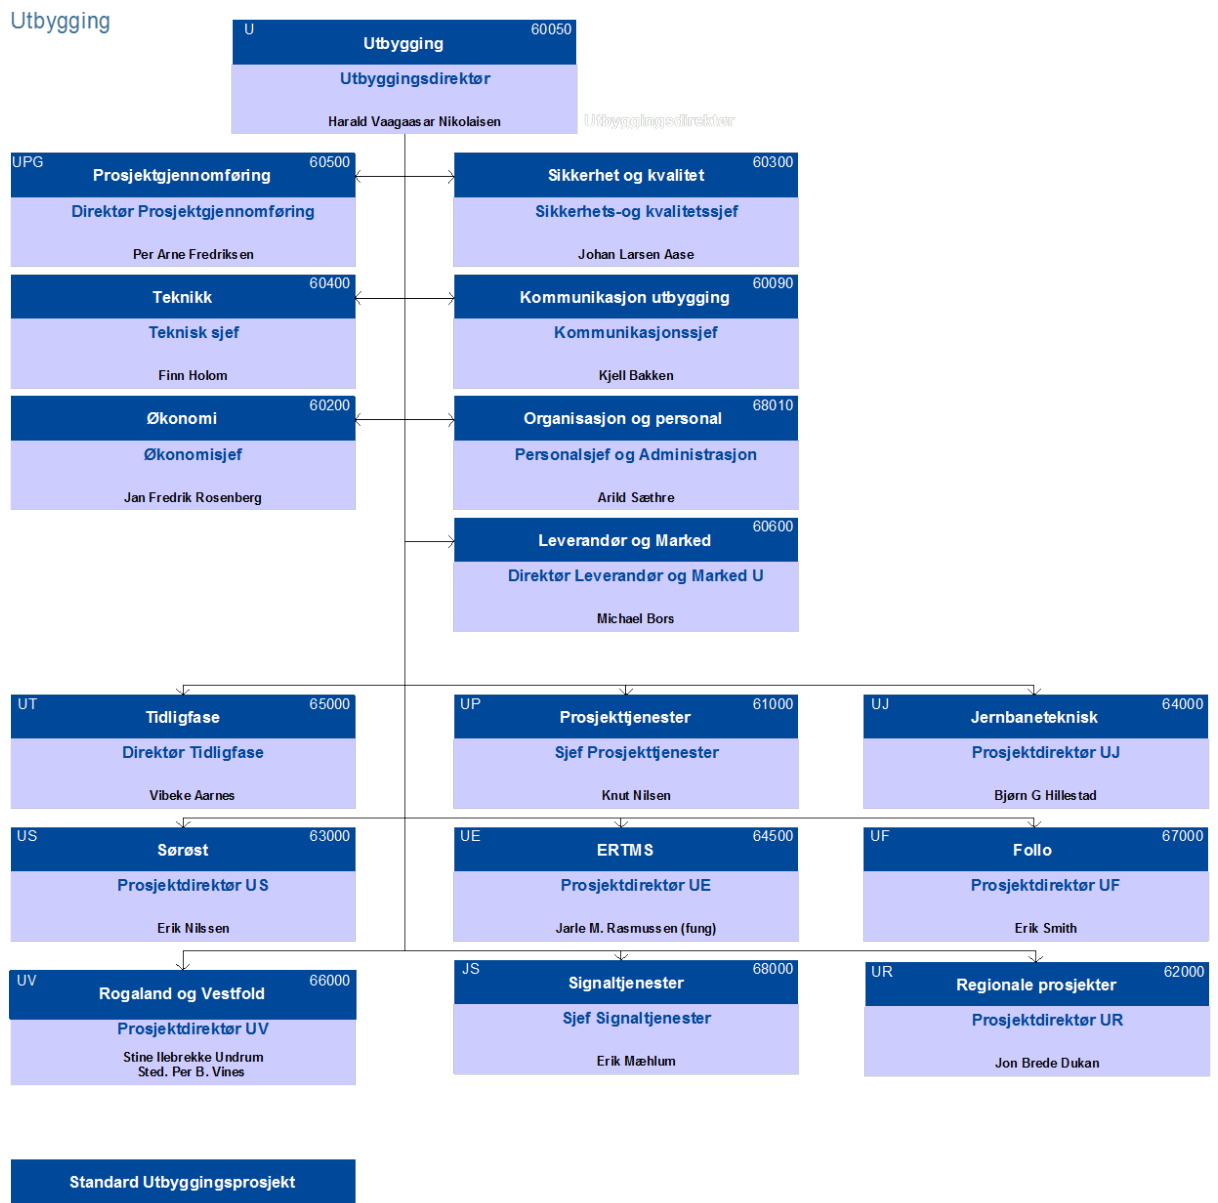 Utbygging
U
60050
Utbygging
Utbyggingsdirektør
Harald Vaagaasar Nikolaisen
Utbyggingsdirektør
UPG
60500
Prosjektgjennomføring
Direktør Prosjektgjennomføring
Per Arne Fredriksen
60300
Sikkerhet og kvalitet
Sikkerhets-og kvalitetssjef
Johan Larsen Aase
60400
Teknikk
Teknisk sjef
Finn Holom
60090
Kommunikasjon utbygging
Kommunikasjonssjef
Kjell Bakken
60200
Økonomi
Økonomisjef
Jan Fredrik Rosenberg
68010
Organisasjon og personal
Personalsjef og Administrasjon
Arild Sæthre
60600
Leverandør og Marked
Direktør Leverandør og Marked U
Michael Bors
UT
65000
Tidligfase
Direktør Tidligfase
Vibeke Aarnes
UP
61000
Prosjekttjenester
Sjef Prosjekttjenester
Knut Nilsen
UJ
64000
Jernbaneteknisk
Prosjektdirektør UJ
Bjørn G Hillestad
US
63000
Sørøst
Prosjektdirektør US
Erik Nilssen
UE
64500
ERTMS
Prosjektdirektør UE
Jarle M. Rasmussen (fung)
UF
67000
Follo
Prosjektdirektør UF
Erik Smith
UV
66000
Rogaland og Vestfold
Prosjektdirektør UV
Stine Ilebrekke Undrum
Sted. Per B. Vines
JS
68000
Signaltjenester
Sjef Signaltjenester
Erik Mæhlum
UR
62000
Regionale prosjekter
Prosjektdirektør UR
Jon Brede Dukan
Standard Utbyggingsprosjekt